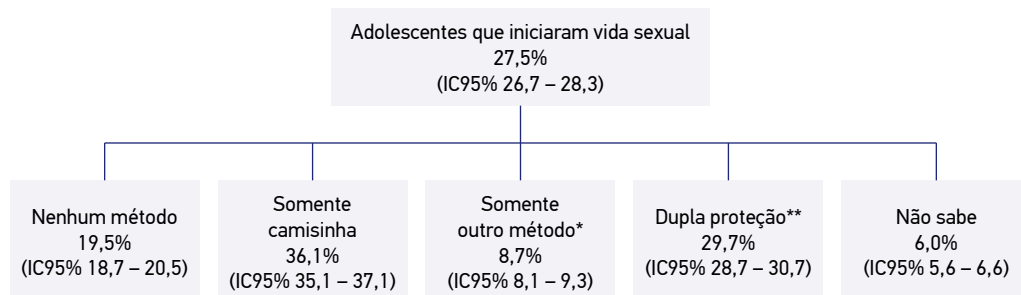 Adolescentes que iniciaram vida sexual
27,5%
(IC95% 26,7 – 28,3)
Nenhum método
19,5%
(IC95% 18,7 – 20,5)
Somente
camisinha
36,1%
(IC95% 35,1 – 37,1)
Somente
outro método*
8,7%
(IC95% 8,1 – 9,3)
Dupla proteção**
29,7%
(IC95% 28,7 – 30,7)
Não sabe
6,0%
(IC95% 5,6 – 6,6)